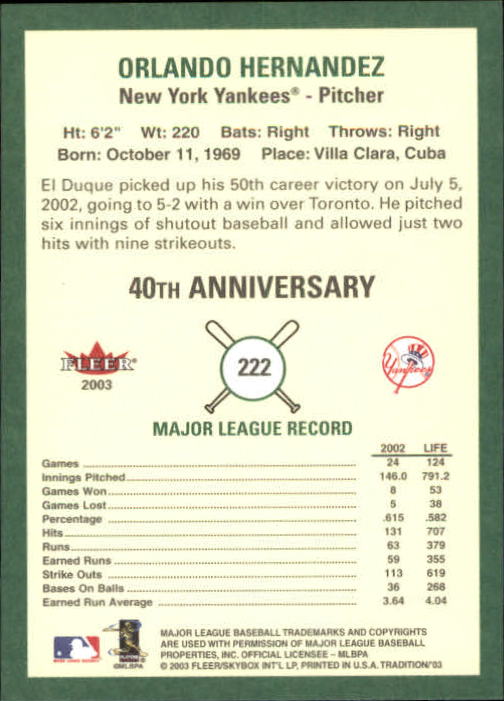 ORLANDO HERNANDEZ
New York Yankees® - Pitcher
Ht: 6'2" Wt: 220 Bats: Right Throws: Right
Born: October 11, 1969 Place: Villa Clara, Cuba
El Duque picked up his 50th career victory on July 5,
2002, going to 5-2 with a win over Toronto. He pitched
six innings of shutout baseball and allowed just two
hits with nine strikeouts.
40TH ANNIVERSARY
FLEER®
2003
222
Yankees
MAJOR LEAGUE RECORD
2002 LIFE
Games 24 124
Innings Pitched 146.0 791.2
Games Won 8 53
Games Lost 5 38
Percentage .615 .582
Hits 131 707
Runs 63 379
Earned Runs 59 355
Strike Outs 113 619
Bases On Balls 36 268
Earned Run Average 3.64 4.04
©MLBPA
MAJOR LEAGUE BASEBALL TRADEMARKS AND COPYRIGHTS
ARE USED WITH PERMISSION OF MAJOR LEAGUE BASEBALL
PROPERTIES, INC. OFFICIAL LICENSEE - MLBPA
© 2003 FLEER/SKYBOX INT'L LP, PRINTED IN U.S.A. TRADITION/'03